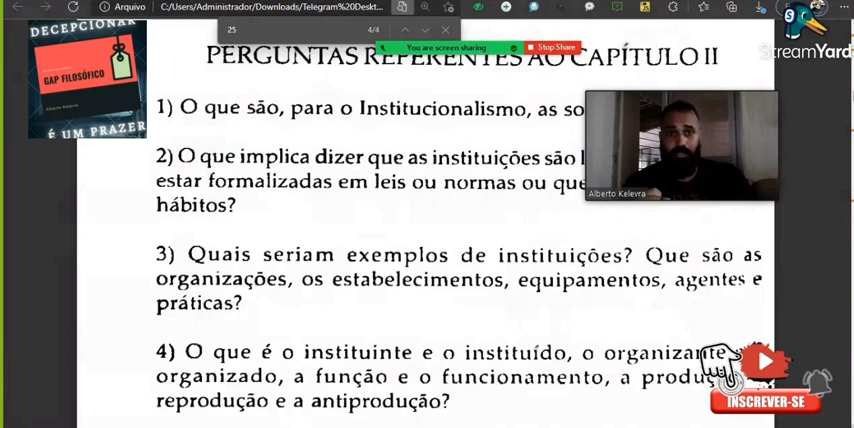 Arquivo
C:/Users/Administrador/Downloads/Telegram%20Deskt...
25
4/4
You are screen sharing
Stop Share
StreamYard
DECEPCIONAR
GAP FILOSÓFICO
Alberto Kelevra
É UM PRAZER
PERGUNTAS REFERENTES AO CAPÍTULO II
1) O que são, para o Institucionalismo, as so
2) O que implica dizer que as instituições são l
estar formalizadas em leis ou normas ou que
hábitos?
Alberto Kelevra
3) Quais seriam exemplos de instituições? Que são as
organizações, os estabelecimentos, equipamentos, agentes e
práticas?
4) O que é o instituinte e o instituído, o organizante
organizado, a função e o funcionamento, a produç
reprodução e a antiprodução?
INSCREVER-SE